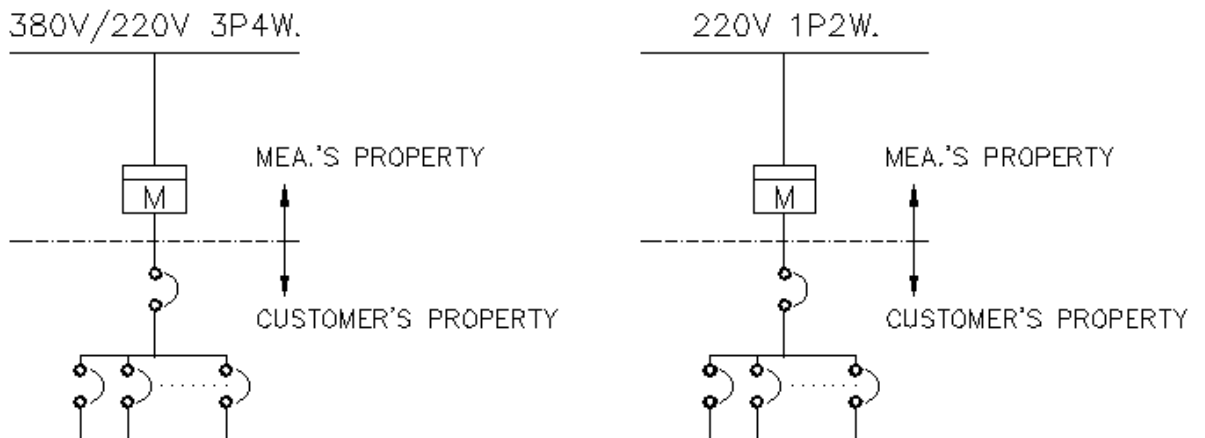 380V/220V 3P4W.
220V 1P2W.
MEA.'S PROPERTY
MEA.'S PROPERTY
M
M
CUSTOMER'S PROPERTY
CUSTOMER'S PROPERTY